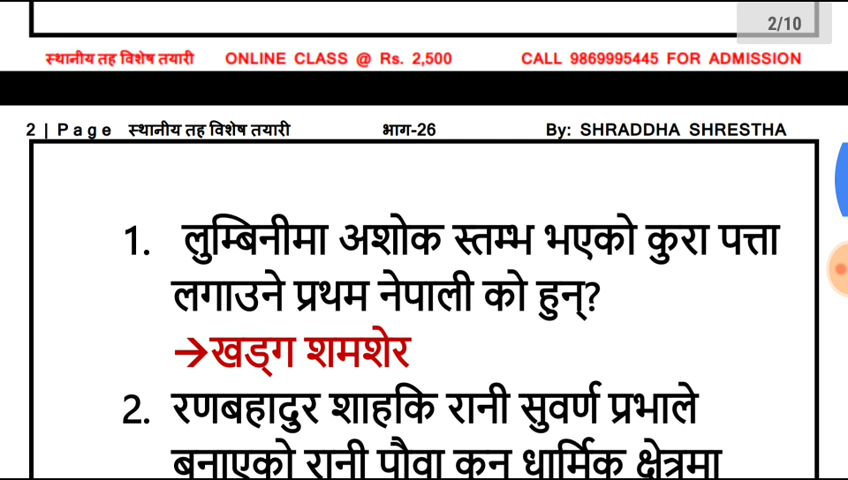 2/10
स्थानीय तह विशेष तयारी ONLINE CLASS @ Rs. 2,500 CALL 9869995445 FOR ADMISSION
2 | P a g e स्थानीय तह विशेष तयारी भाग-26 By: SHRADDHA SHRESTHA
1. लुम्बिनीमा अशोक स्तम्भ भएको कुरा पत्ता
लगाउने प्रथम नेपाली को हुन्?
→खड्ग शमशेर
2. रणबहादुर शाहकि रानी सुवर्ण प्रभाले
बनाएको रानी पौवा कुन धार्मिक क्षेत्रमा